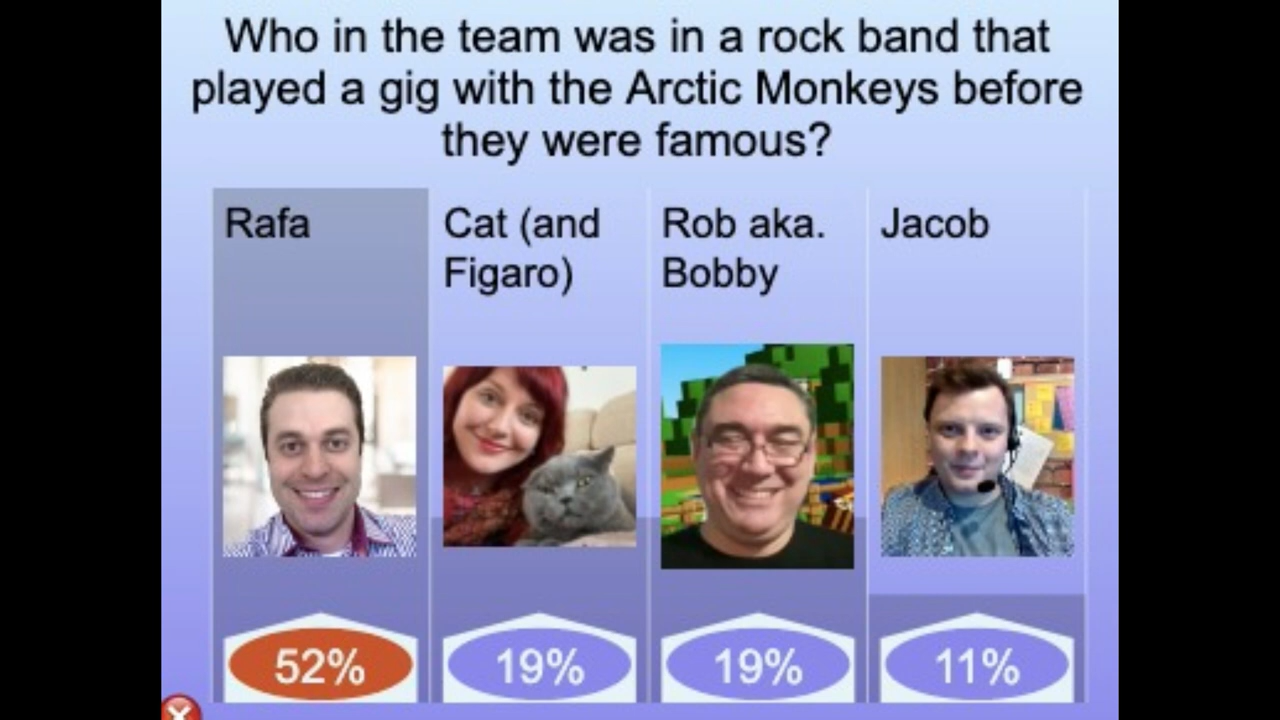 Who in the team was in a rock band that
played a gig with the Arctic Monkeys before
they were famous?
Rafa
Cat (and
Figaro)
Rob aka.
Bobby
Jacob
52%
19%
19%
11%